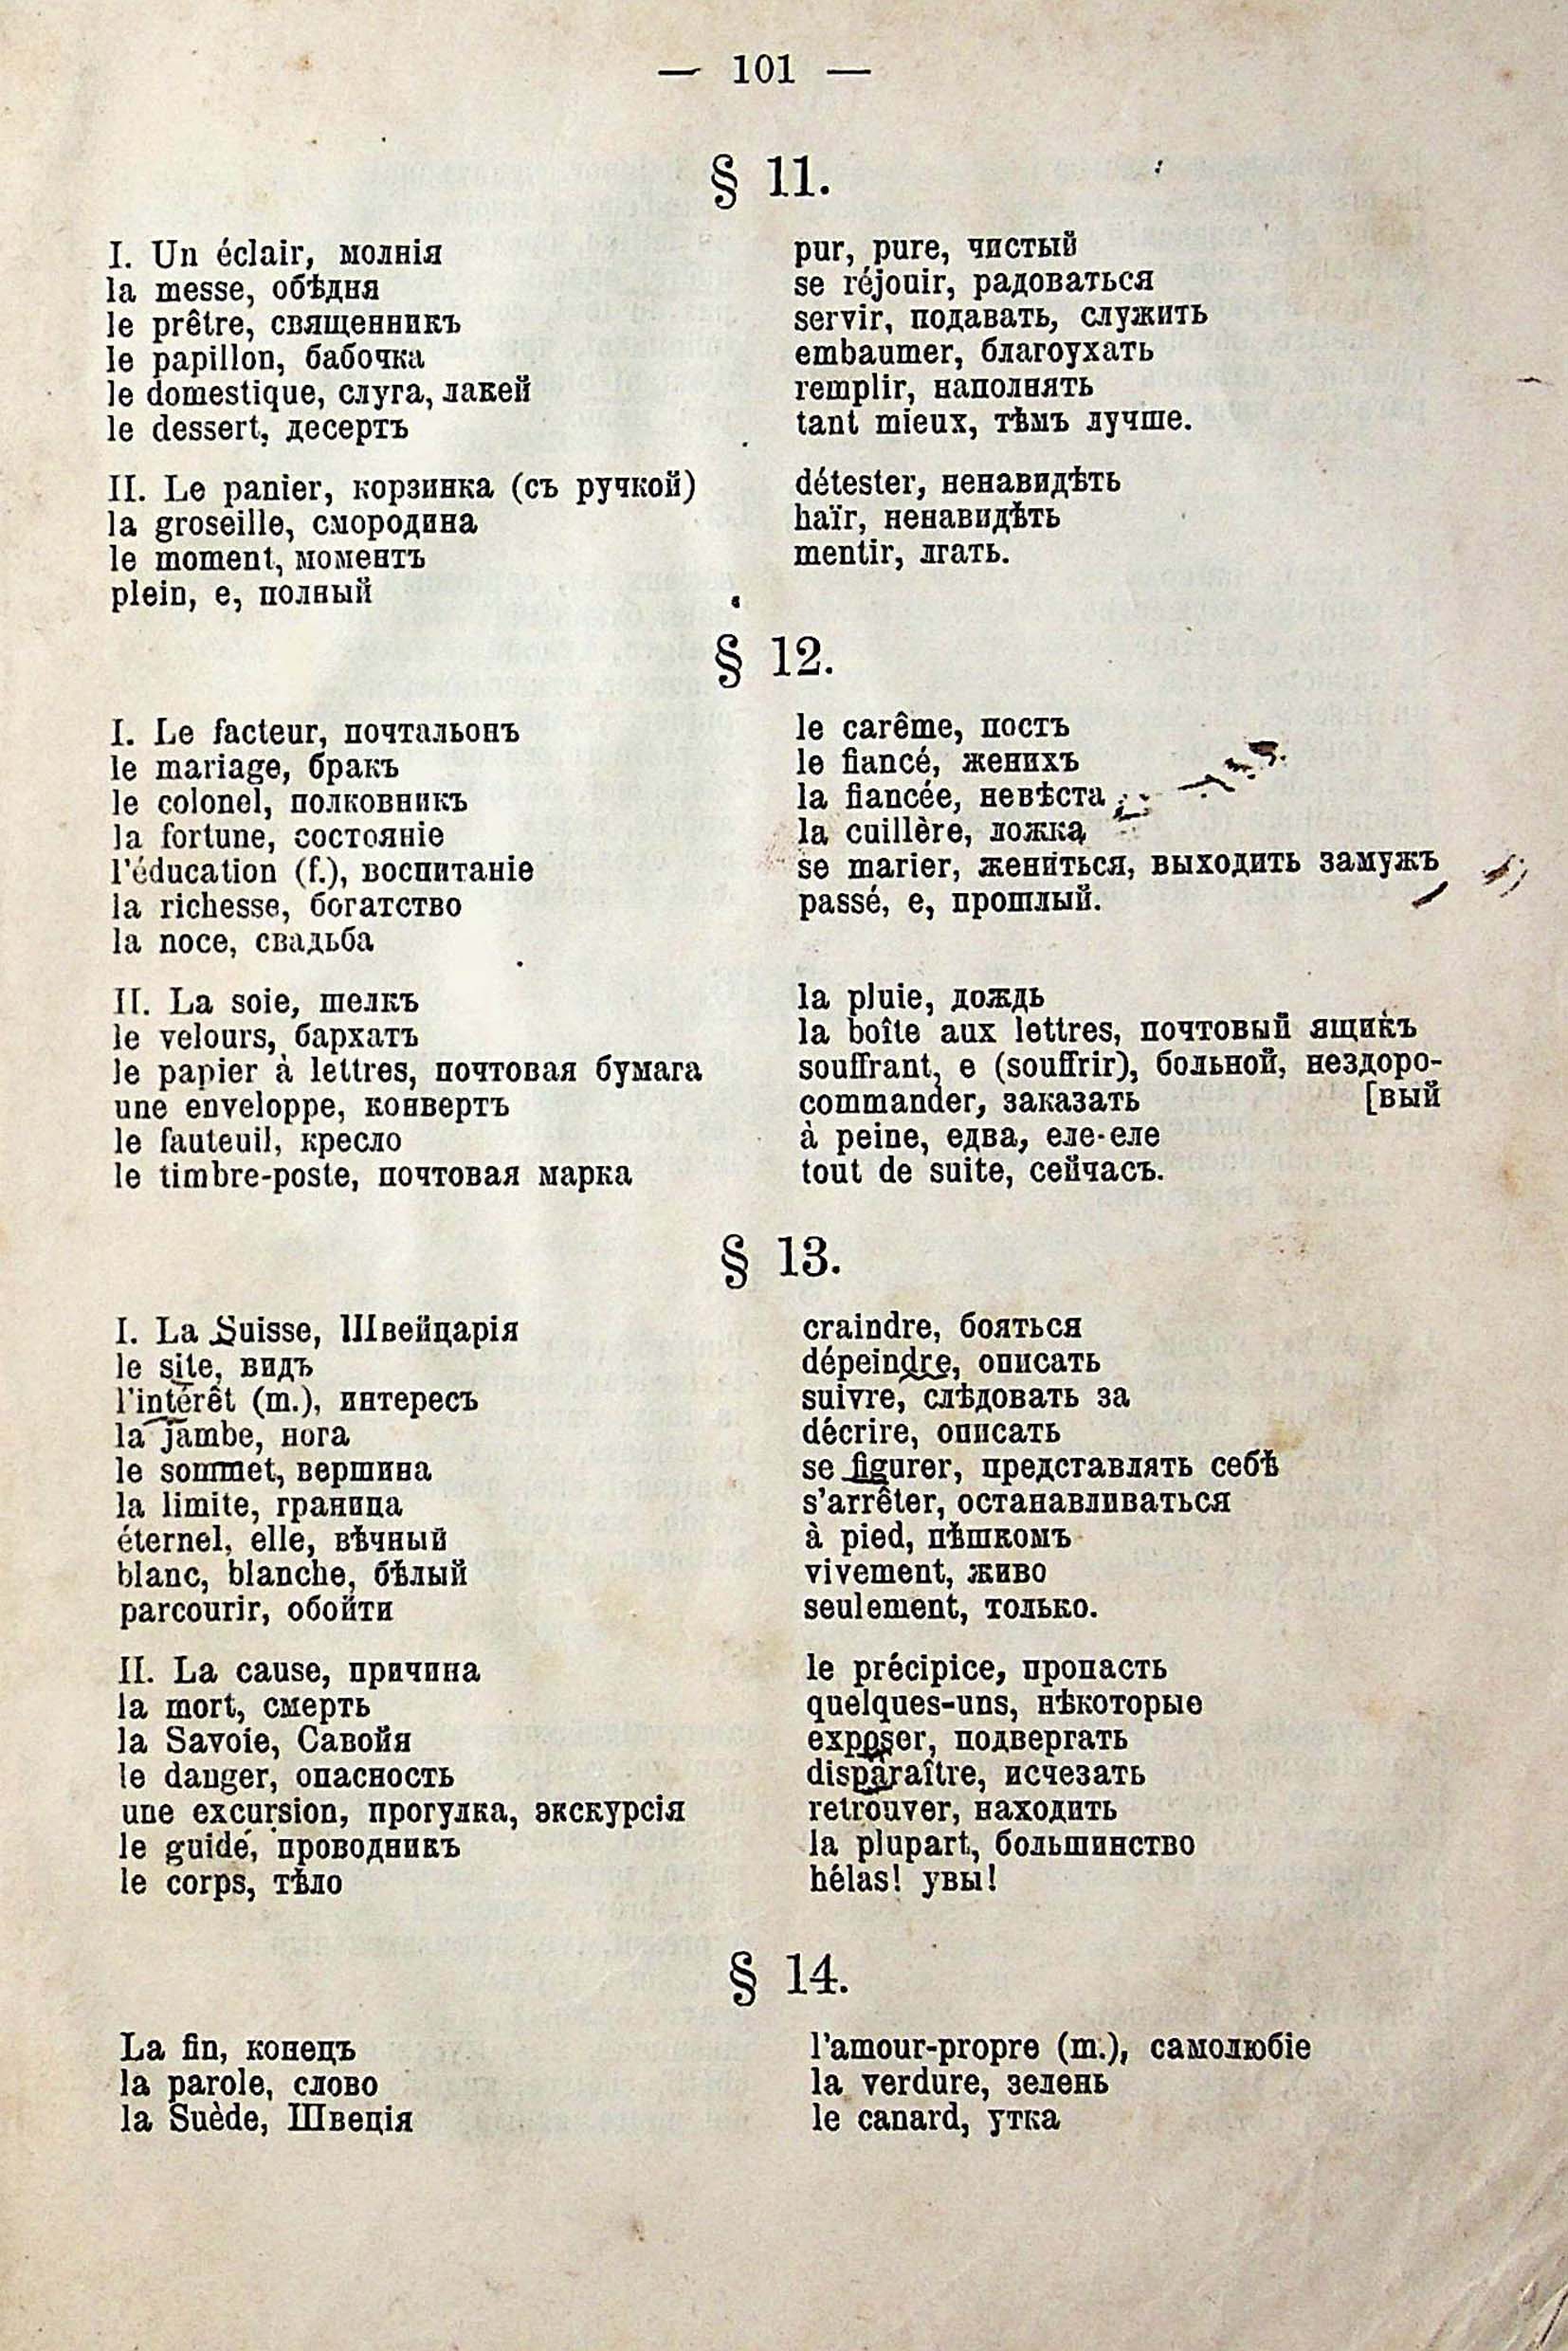 — 101 —
§ 11.
I. Un éclair, молнія
la messe, обѣдня
le prêtre, священникъ
le papillon, бабочка
le domestique, слуга, лакей
le dessert, десертъ
pur, pure, чистый
se réjouir, радоваться
servir, подавать, служить
embaumer, благоухать
remplir, наполнять
tant mieux, тѣмъ лучше.
II. Le panier, корзинка (съ ручкой)
la groseille, смородина
le moment, моментъ
plein, e, полный
détester, ненавидѣть
haïr, ненавидѣть
mentir, лгать.
§ 12.
I. Le facteur, почтальонъ
le mariage, бракъ
le colonel, полковникъ
la fortune, состояніе
l'éducation (f.), воспитаніе
la richesse, богатство
la noce, свадьба
le carême, постъ
le fiancé, женихъ
la fiancée, невѣста
la cuillère, ложка
se marier, жениться, выходить замужъ
passé, e, прошлый.
II. La soie, шелкъ
le velours, бархатъ
le papier à lettres, почтовая бумага
une enveloppe, конвертъ
le fauteuil, кресло
le timbre-poste, почтовая марка
la pluie, дождь
la boîte aux lettres, почтовый ящикъ
souffrant, e (souffrir), больной, нездоро-
commander, заказать [вый
à peine, едва, еле-еле
tout de suite, сейчасъ.
§ 13.
I. La Suisse, Швейцарія
le site, видъ
l'intérêt (m.), интересъ
la jambe, нога
le sommet, вершина
la limite, граница
éternel, elle, вѣчный
blanc, blanche, бѣлый
parcourir, обойти
craindre, бояться
dépeindre, описать
suivre, слѣдовать за
décrire, описать
se figurer, представлять себѣ
s'arrêter, останавливаться
à pied, пѣшкомъ
vivement, живо
seulement, только.
II. La cause, причина
la mort, смерть
la Savoie, Савойя
le danger, опасность
une excursion, прогулка, экскурсія
le guide, проводникъ
le corps, тѣло
le précipice, пропасть
quelques-uns, нѣкоторые
exposer, подвергать
disparaître, исчезать
retrouver, находить
la plupart, большинство
hélas! увы!
§ 14.
La fin, конецъ
la parole, слово
la Suède, Швеція
l'amour-propre (m.), самолюбіе
la verdure, зелень
le canard, утка